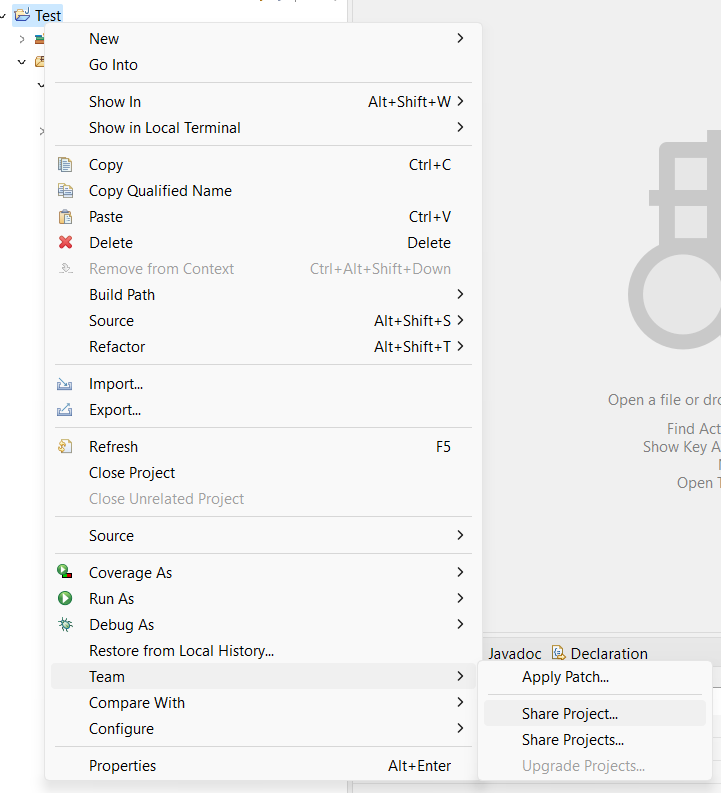 Test
New
Go Into
Show In Alt+Shift+W
Show in Local Terminal
Copy Ctrl+C
Copy Qualified Name
Paste Ctrl+V
Delete Delete
Remove from Context Ctrl+Alt+Shift+Down
Build Path
Source Alt+Shift+S
Refactor Alt+Shift+T
Import...
Export...
Refresh F5
Close Project
Close Unrelated Project
Source
Coverage As
Run As
Debug As
Restore from Local History...
Team
Compare With
Configure
Properties Alt+Enter
Open a file or dro
Find Act
Show Key A
Open T
Javadoc Declaration
Apply Patch...
Share Project...
Share Projects...
Upgrade Projects...